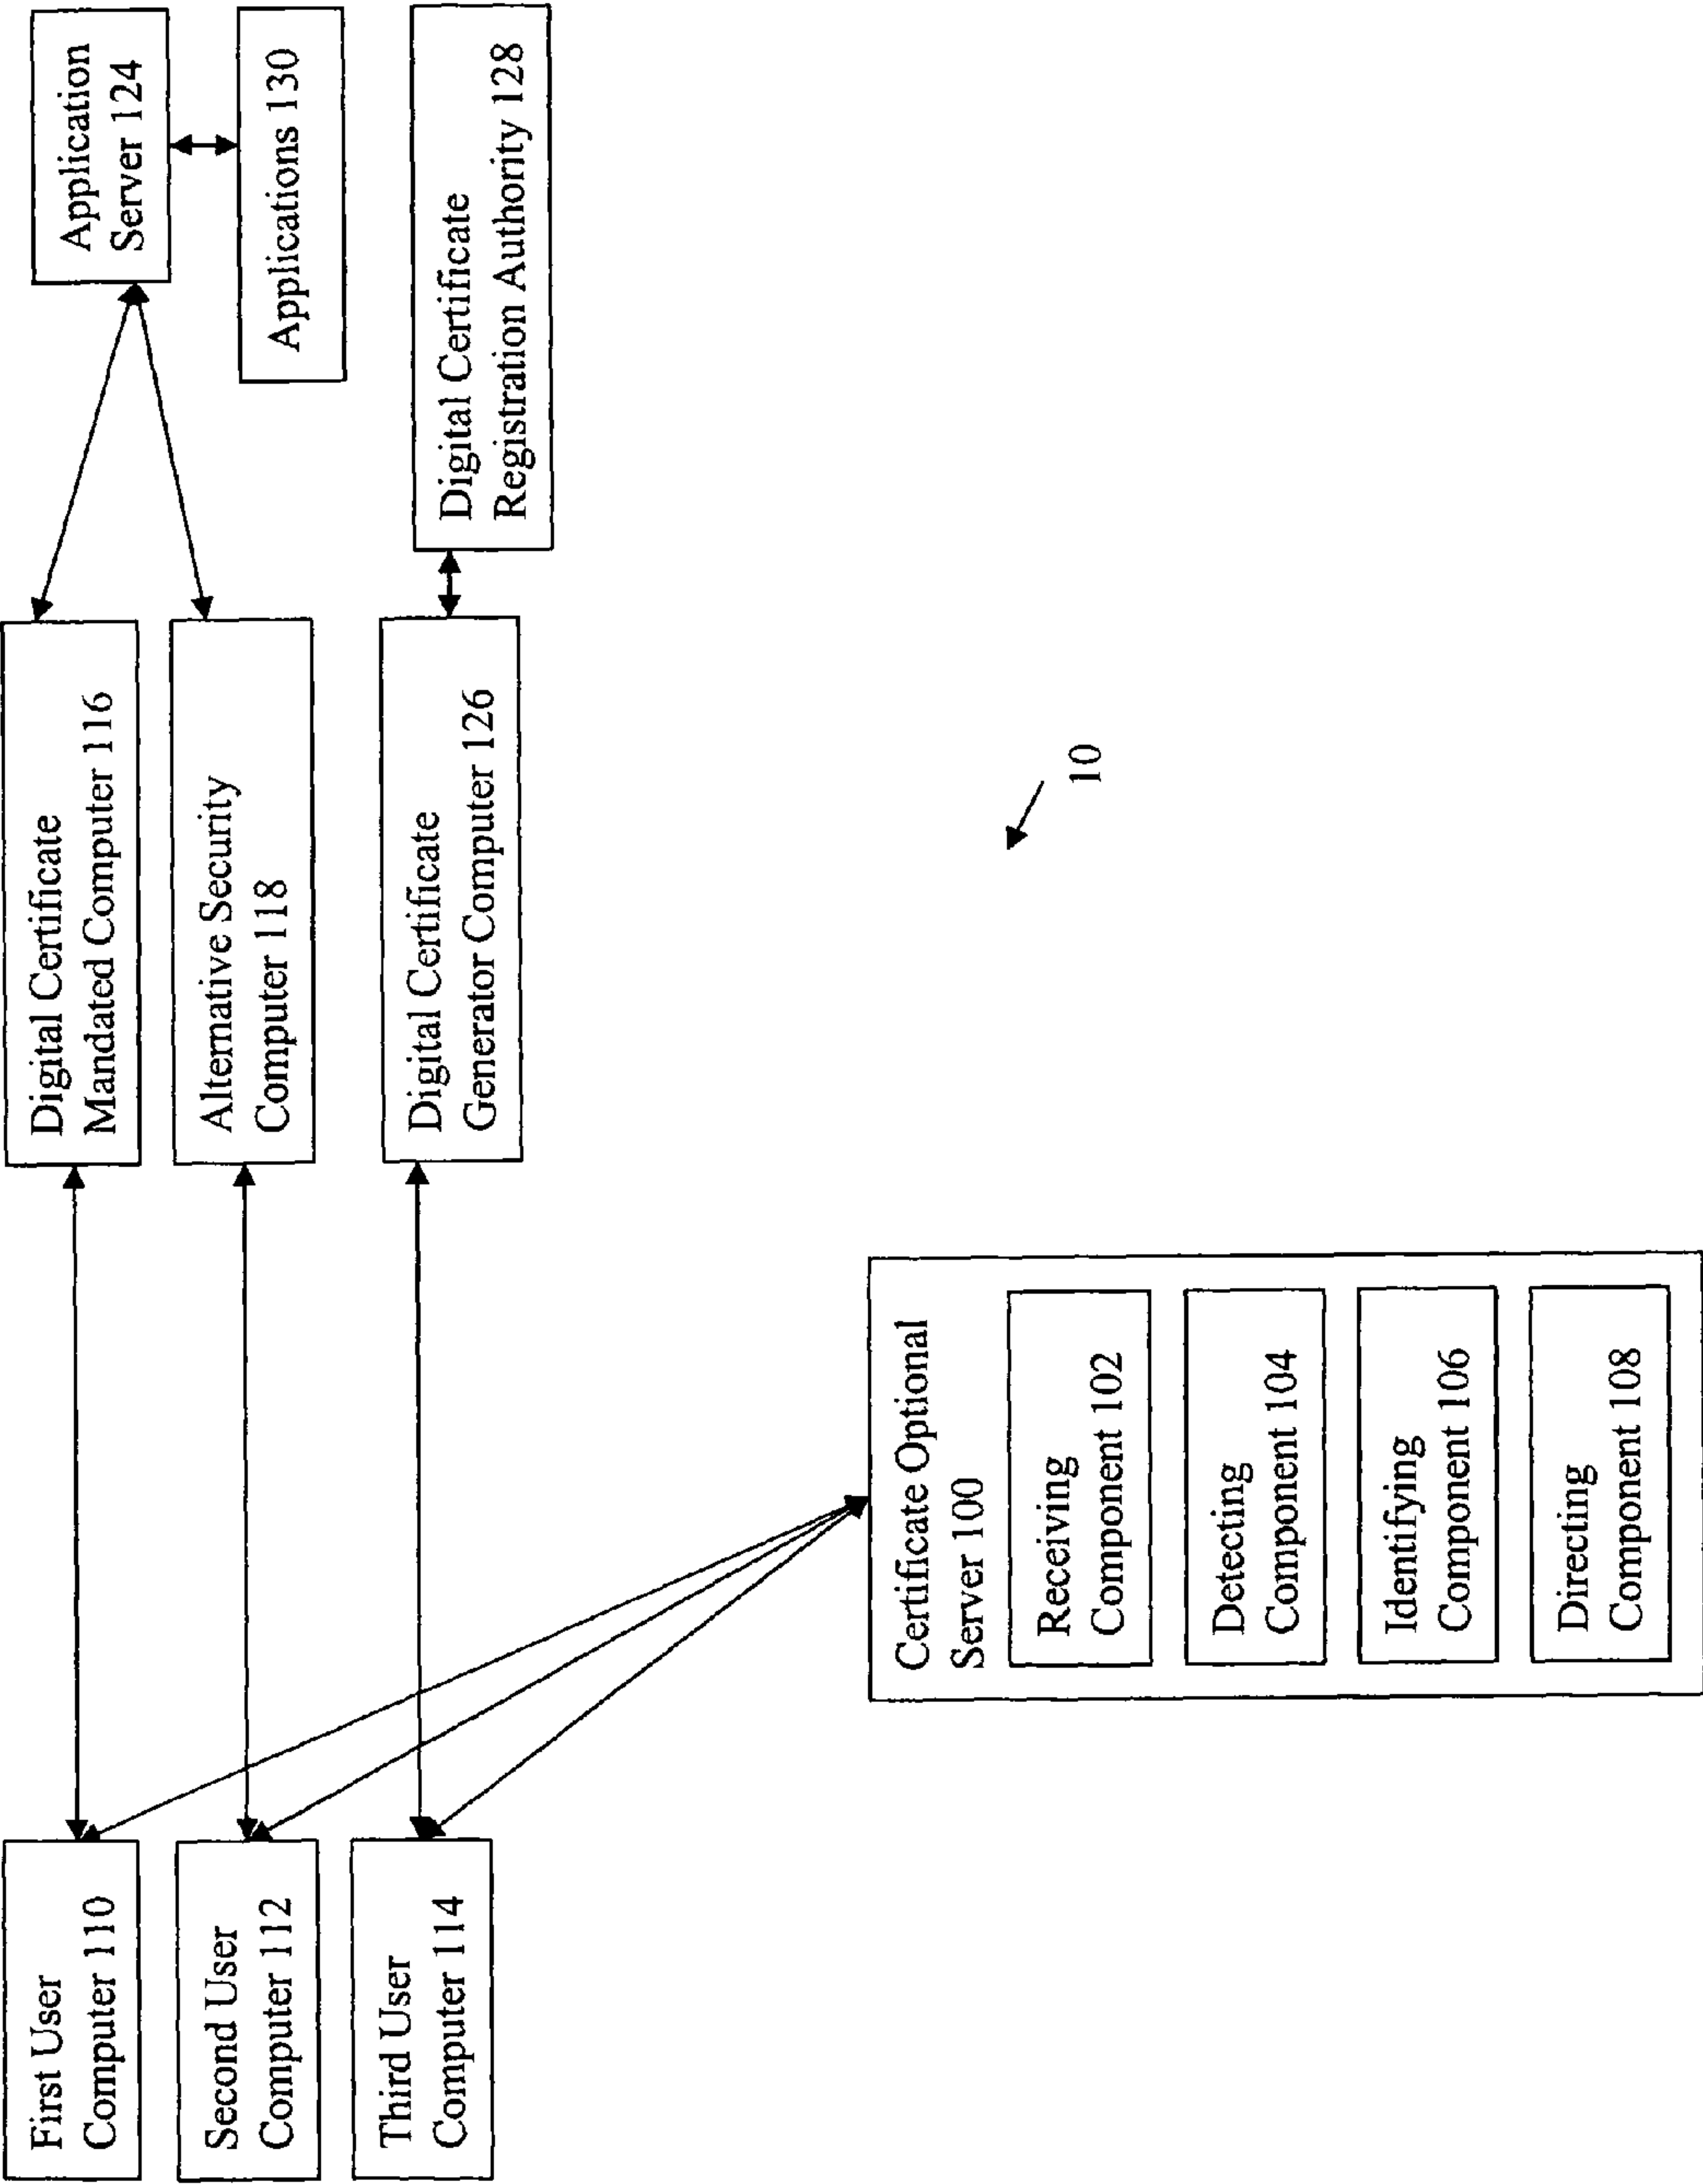 First User
Computer 110
Second User
Computer 112
Third User
Computer 114
Digital Certificate
Mandated Computer 116
Alternative Security
Computer 118
Digital Certificate
Generator Computer 126
Application
Server 124
Applications 130
Digital Certificate
Registration Authority 128
Certificate Optional
Server 100
Receiving
Component 102
Detecting
Component 104
Identifying
Component 106
Directing
Component 108
10